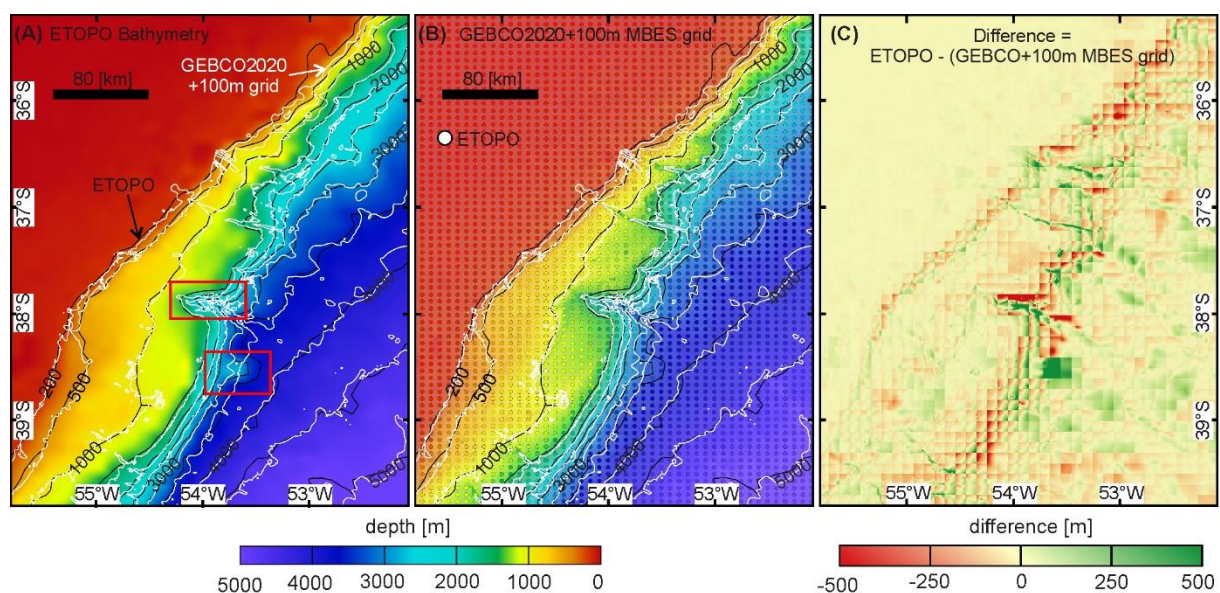 (A) ETOPO Bathymetry
GEBCO2020
+100m grid
80 [km]
ETOPO
200
500
1000
1000
2000
3000
3000
4000
5000
36°S
37°S
38°S
39°S
55°W
54°W
53°W
(B) GEBCO2020+100m MBES grid
80 [km]
ETOPO
200
500
1000
1000
2000
3000
3000
4000
5000
55°W
54°W
53°W
(C) Difference =
ETOPO - (GEBCO+100m MBES grid)
36°S
37°S
38°S
39°S
55°W
54°W
53°W
depth [m]
5000
4000
3000
2000
1000
0
difference [m]
-500
-250
0
250
500